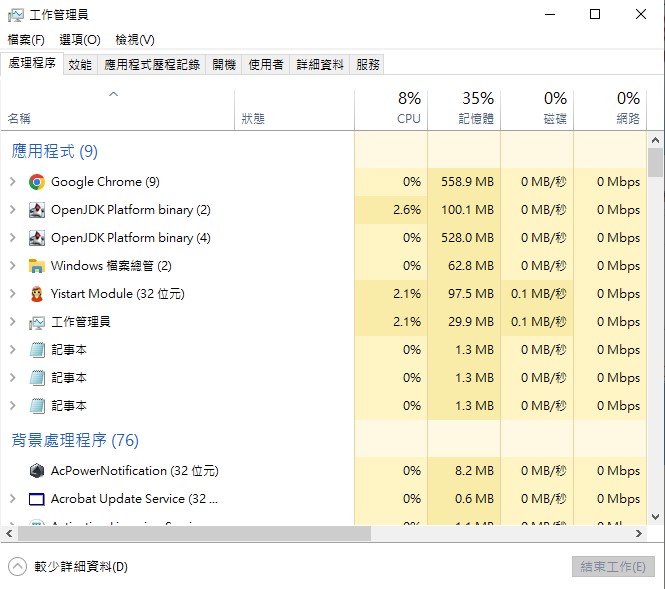 工作管理員
檔案(F) 選項(O) 檢視(V)
處理程序 效能 應用程式歷程記錄 開機 使用者 詳細資料 服務
8% 35% 0% 0%
名稱 狀態 CPU 記憶體 磁碟 網路
應用程式 (9)
Google Chrome (9) 0% 558.9 MB 0 MB/秒 0 Mbps
OpenJDK Platform binary (2) 2.6% 100.1 MB 0 MB/秒 0 Mbps
OpenJDK Platform binary (4) 0% 528.0 MB 0 MB/秒 0 Mbps
Windows 檔案總管 (2) 0% 62.8 MB 0 MB/秒 0 Mbps
Yistart Module (32 位元) 2.1% 97.5 MB 0.1 MB/秒 0 Mbps
工作管理員 2.1% 29.9 MB 0.1 MB/秒 0 Mbps
記事本 0% 1.3 MB 0 MB/秒 0 Mbps
記事本 0% 1.3 MB 0 MB/秒 0 Mbps
記事本 0% 1.3 MB 0 MB/秒 0 Mbps
背景處理程序 (76)
AcPowerNotification (32 位元) 0% 8.2 MB 0 MB/秒 0 Mbps
Acrobat Update Service (32 ... 0% 0.6 MB 0 MB/秒 0 Mbps
較少詳細資料(D) 結束工作(E)